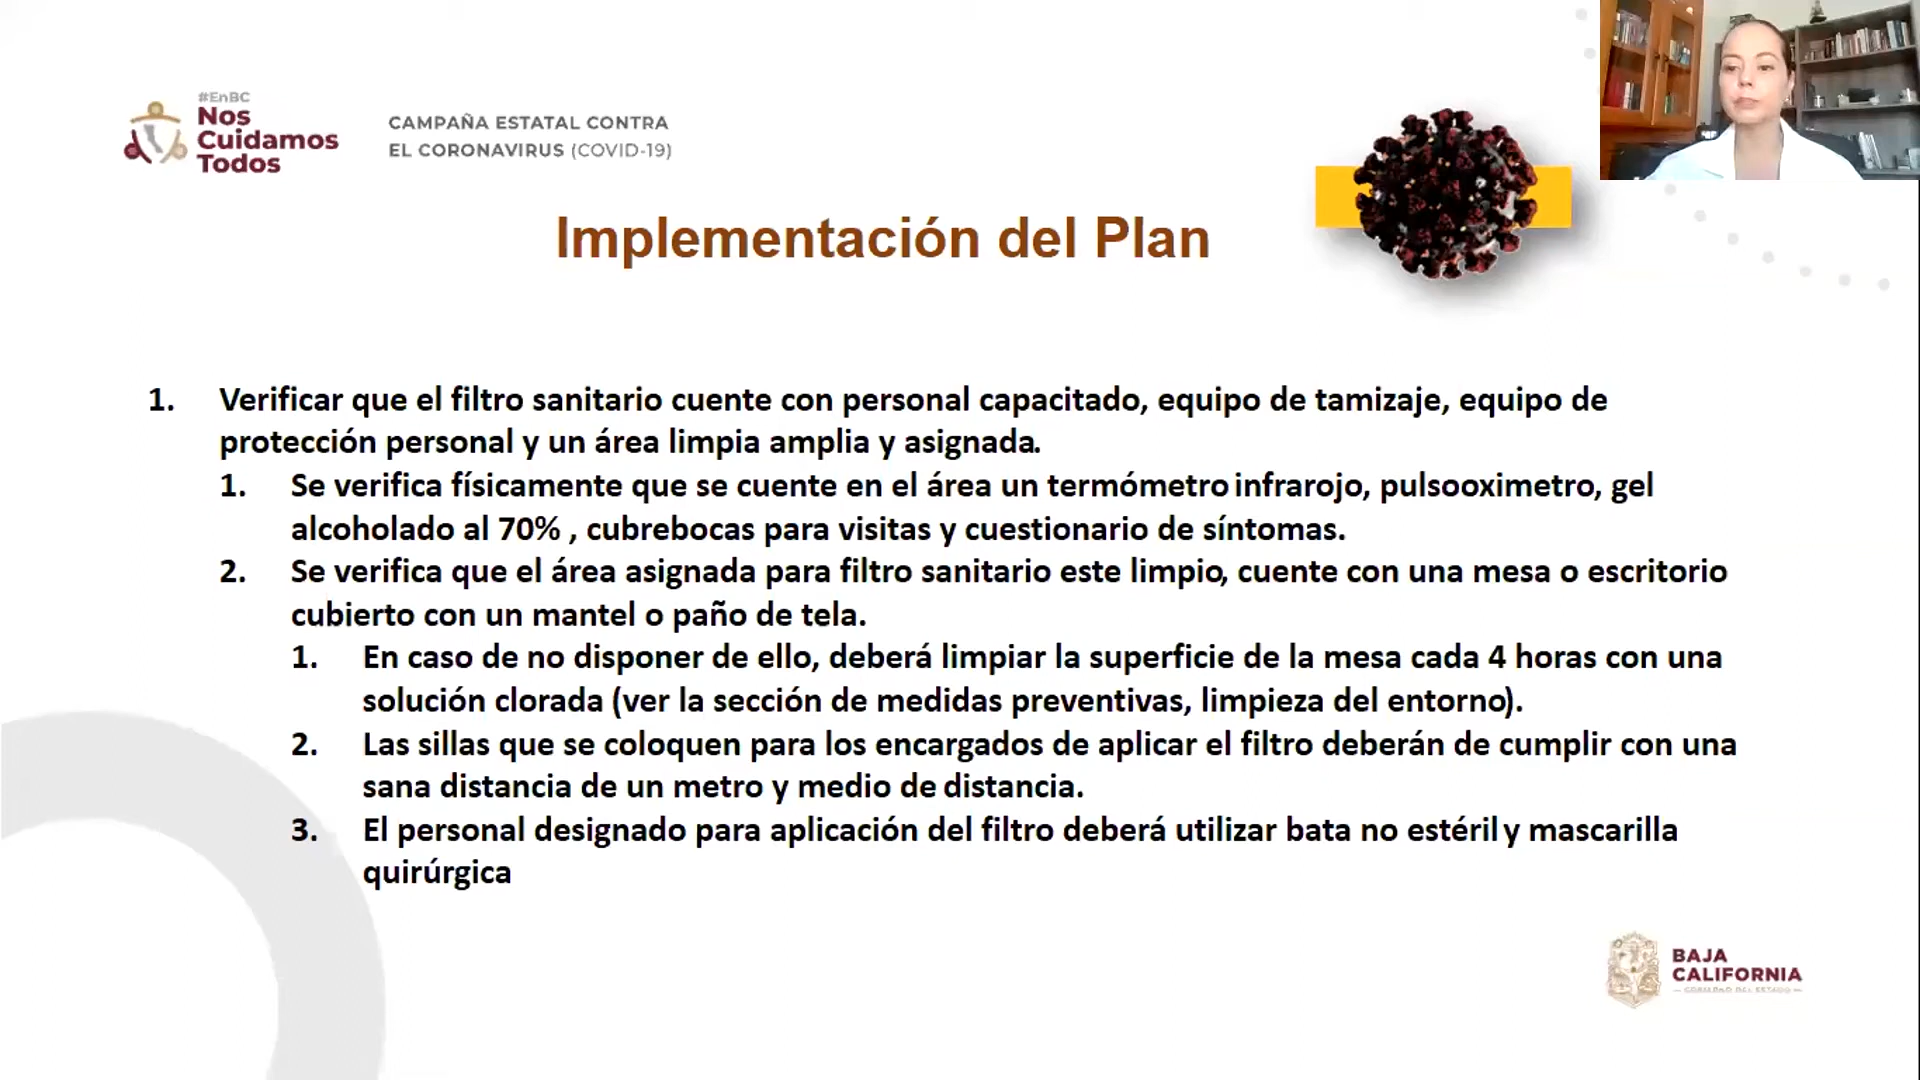 #EnBC
Nos
Cuidamos
Todos
CAMPAÑA ESTATAL CONTRA
EL CORONAVIRUS (COVID-19)
Implementación del Plan
1. Verificar que el filtro sanitario cuente con personal capacitado, equipo de tamizaje, equipo de
protección personal y un área limpia amplia y asignada.
1. Se verifica físicamente que se cuente en el área un termómetro infrarojo, pulsooximetro, gel
alcoholado al 70% , cubrebocas para visitas y cuestionario de síntomas.
2. Se verifica que el área asignada para filtro sanitario este limpio, cuente con una mesa o escritorio
cubierto con un mantel o paño de tela.
1. En caso de no disponer de ello, deberá limpiar la superficie de la mesa cada 4 horas con una
solución clorada (ver la sección de medidas preventivas, limpieza del entorno).
2. Las sillas que se coloquen para los encargados de aplicar el filtro deberán de cumplir con una
sana distancia de un metro y medio de distancia.
3. El personal designado para aplicación del filtro deberá utilizar bata no estéril y mascarilla
quirúrgica
BAJA
CALIFORNIA
GOBIERNO DEL ESTADO